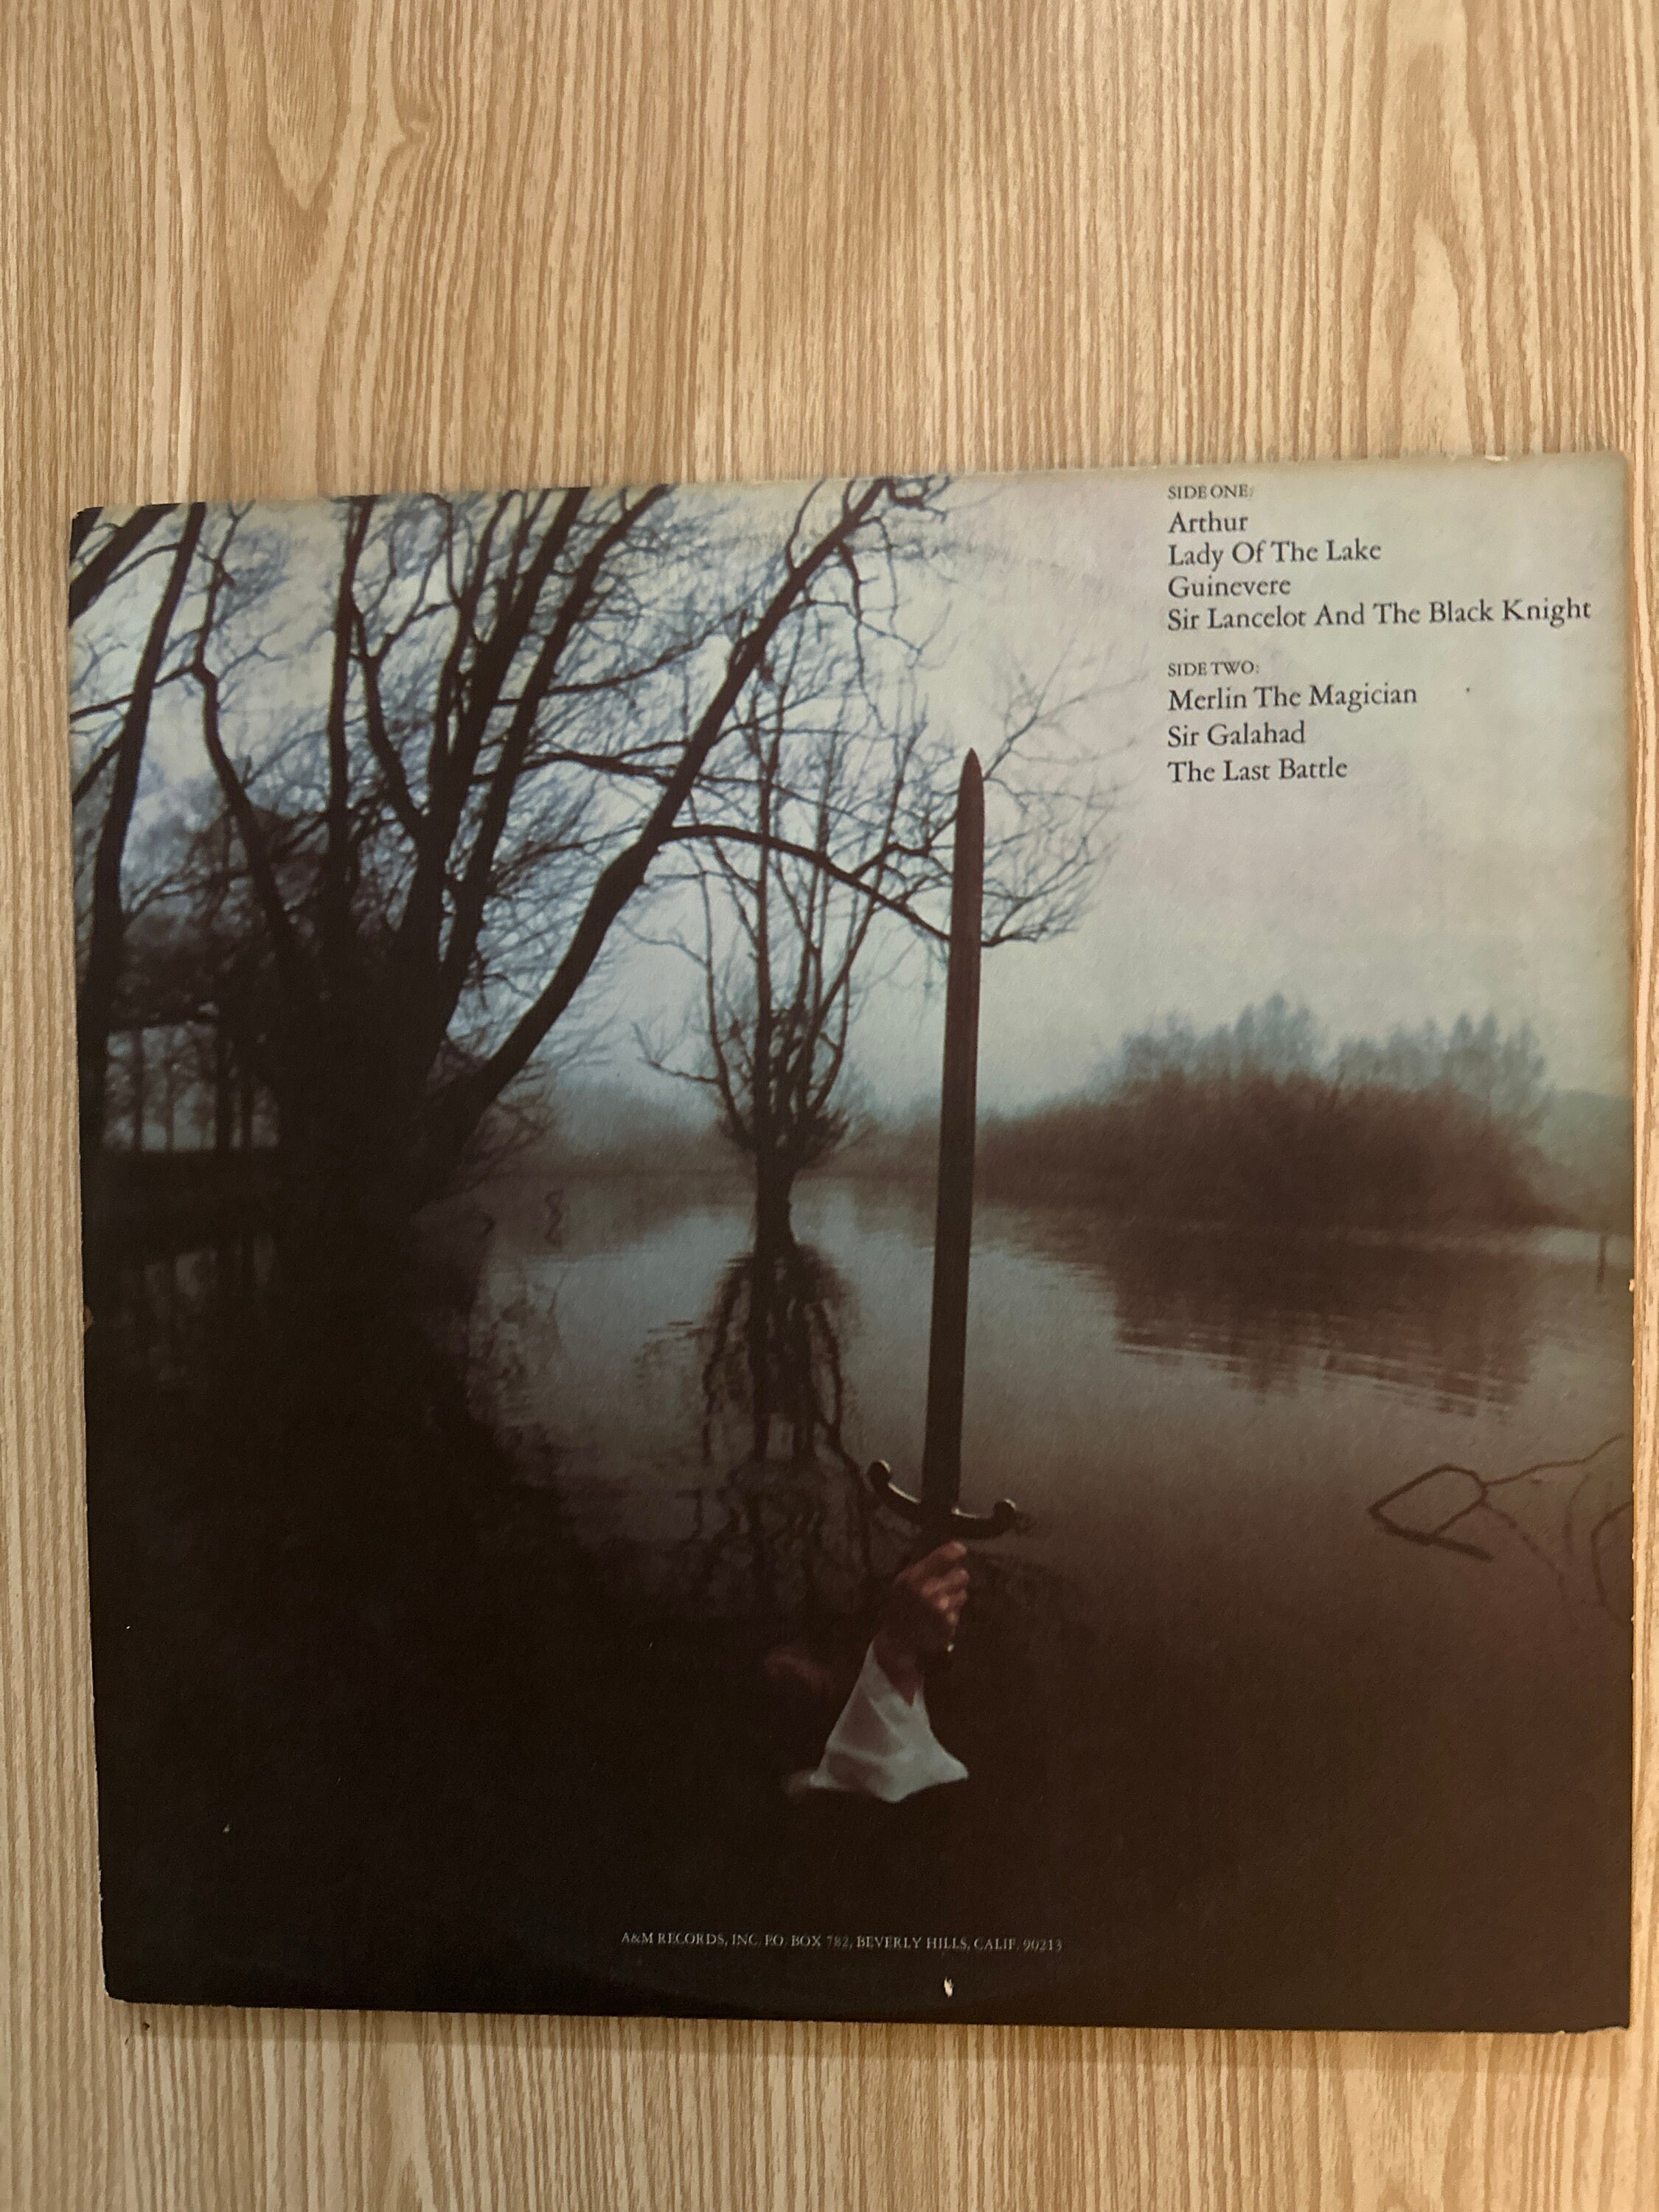 SIDE ONE:
Arthur
Lady Of The Lake
Guinevere
Sir Lancelot And The Black Knight
SIDE TWO:
Merlin The Magician
Sir Galahad
The Last Battle
A&M RECORDS, INC. P.O. BOX 782, BEVERLY HILLS, CALIF. 90213